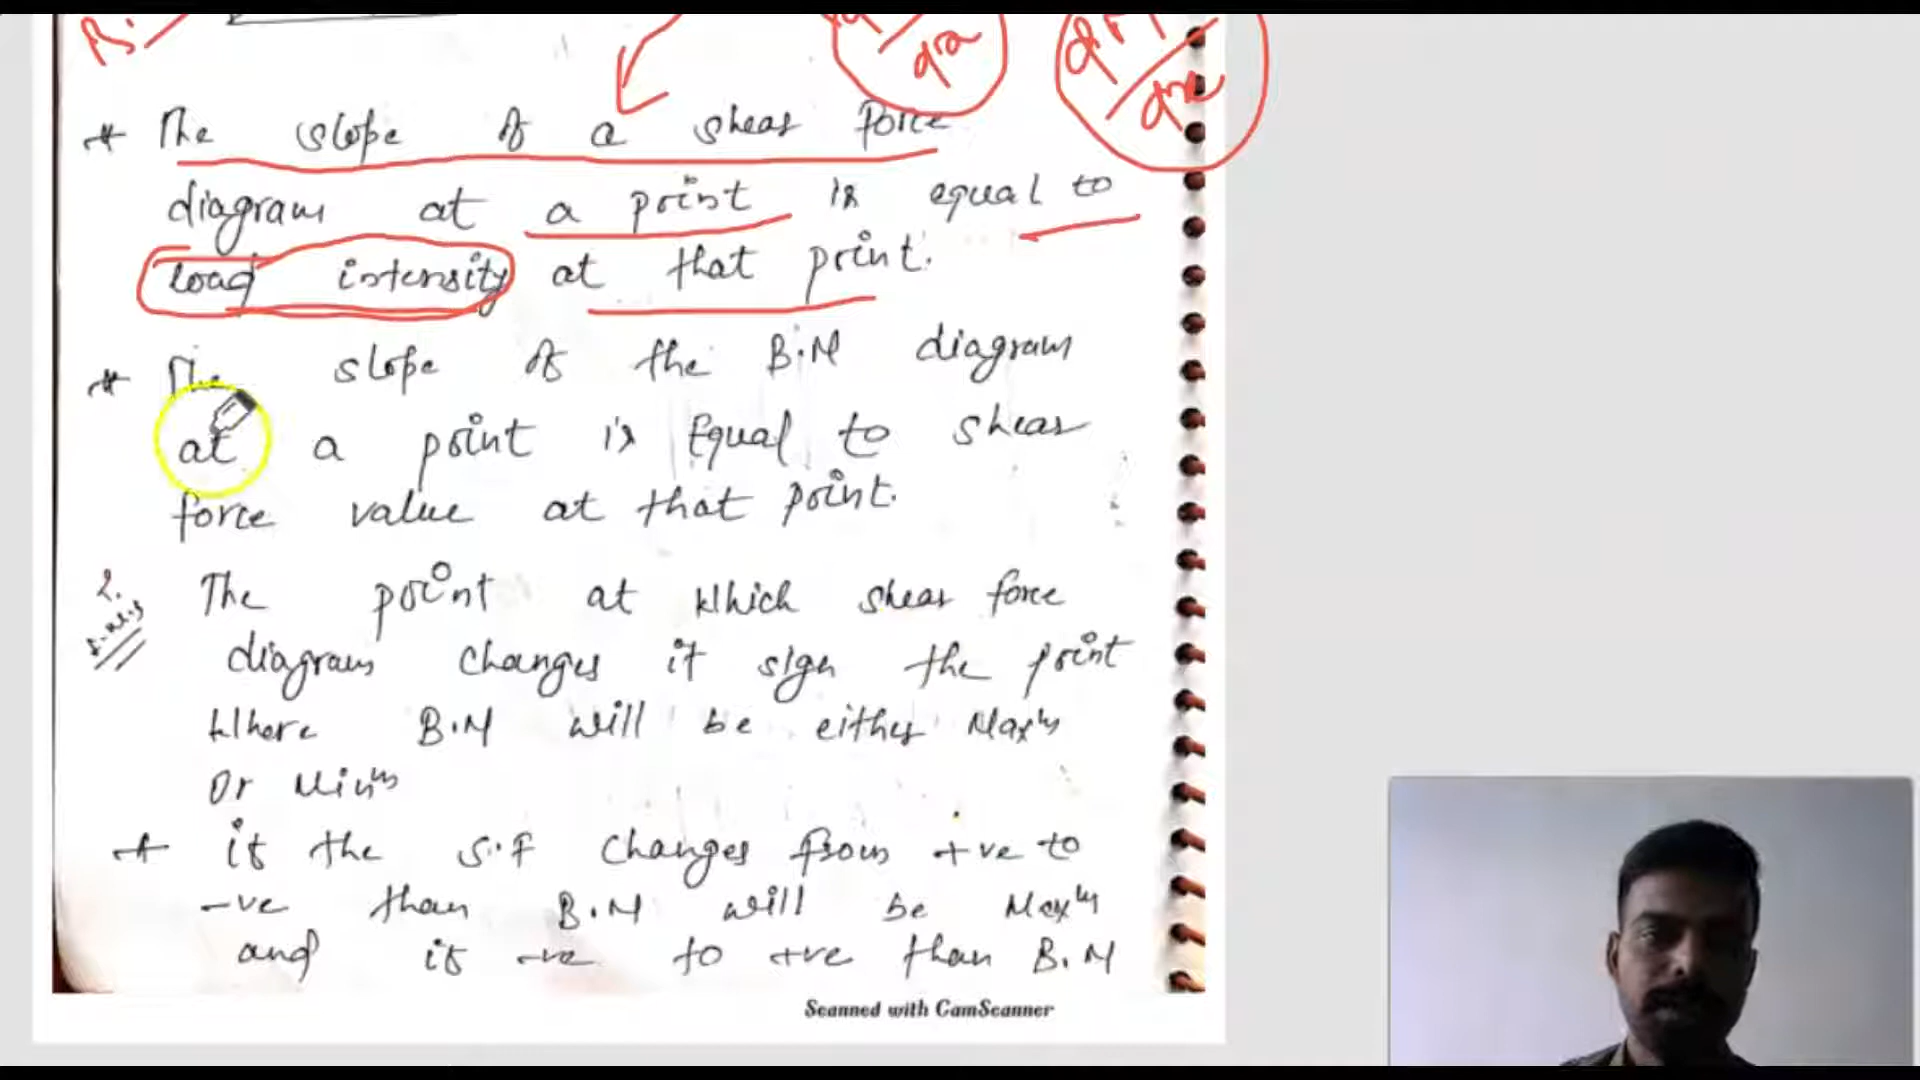 * The slope of a shear force
diagram at a point is equal to
load intensity at that point.
* The slope of the B.M diagram
at a point is Equal to shear
force value at that point.
2. The point at which shear force
diagram changes it sign the point
where B.M will be either Maxm
or Minm
* if the S.F changes from +ve to
-ve than B.M will be Maxm
and if -ve to +ve than B.M
Scanned with CamScanner